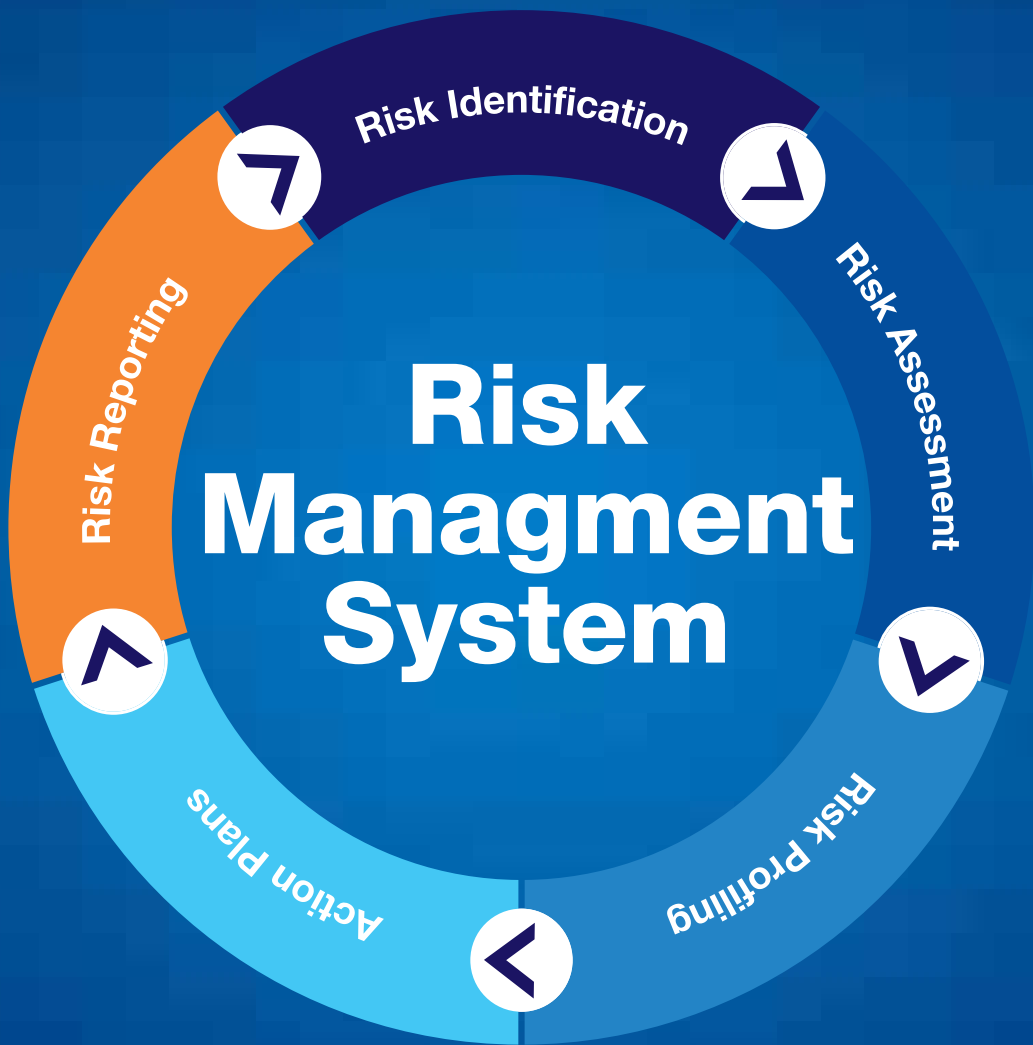 Risk Identification
Risk Assessment
Risk Profiling
Action Plans
Risk Reporting
Risk
Managment
System